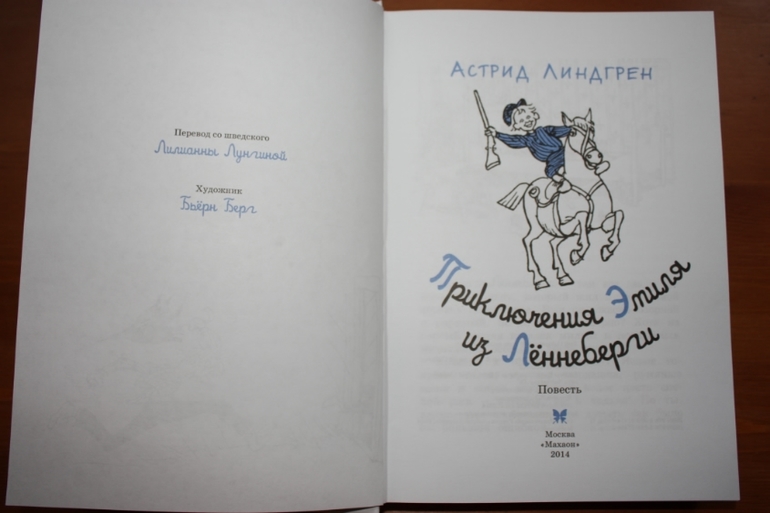 Перевод со шведского
Лилианны Лунгиной
Художник
Бьёрн Берг
АСТРИД ЛИНДГРЕН
Приключения Эмиля
из Лённеберги
Повесть
Москва
«Махаон»
2014